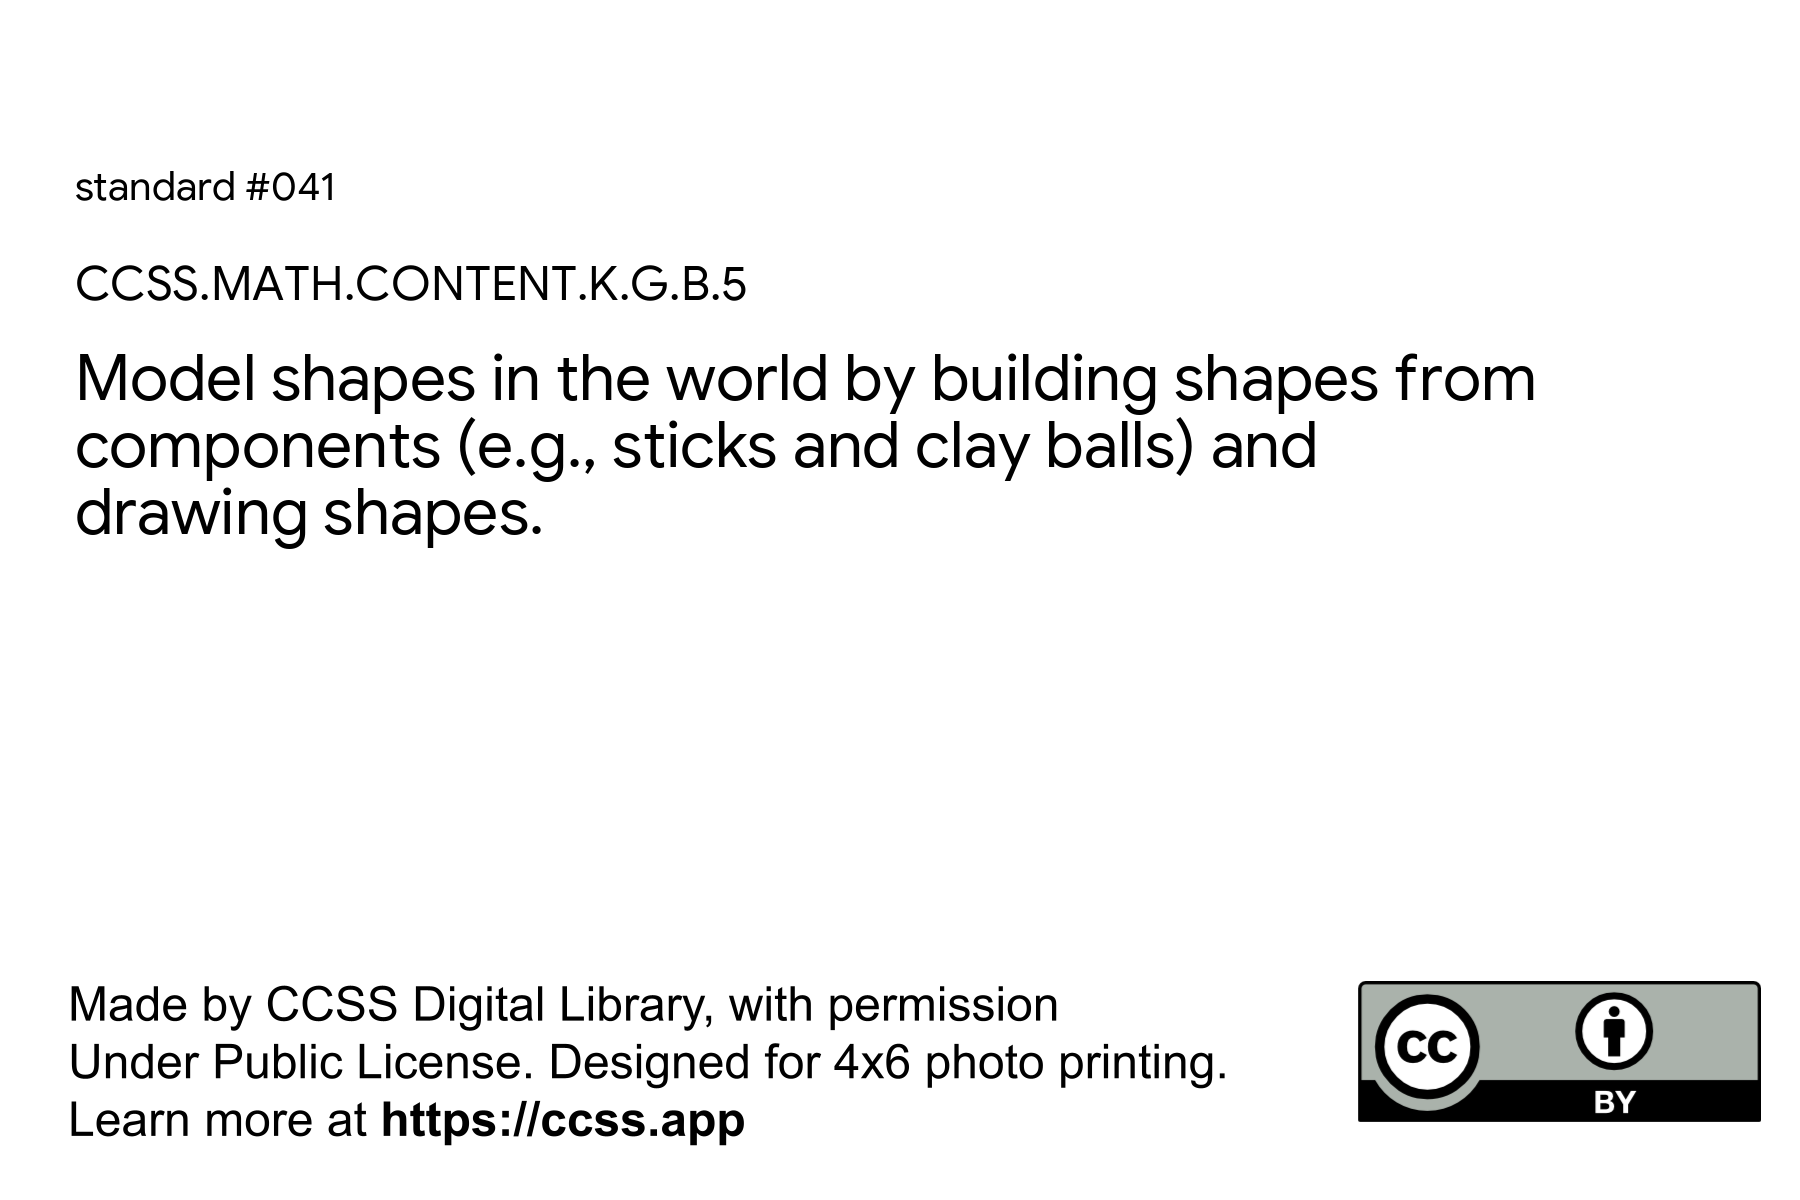 standard #041
CCSS.MATH.CONTENT.K.G.B.5
Model shapes in the world by building shapes from
components (e.g., sticks and clay balls) and
drawing shapes.
Made by CCSS Digital Library, with permission
Under Public License. Designed for 4x6 photo printing.
Learn more at https://ccss.app
CC
BY